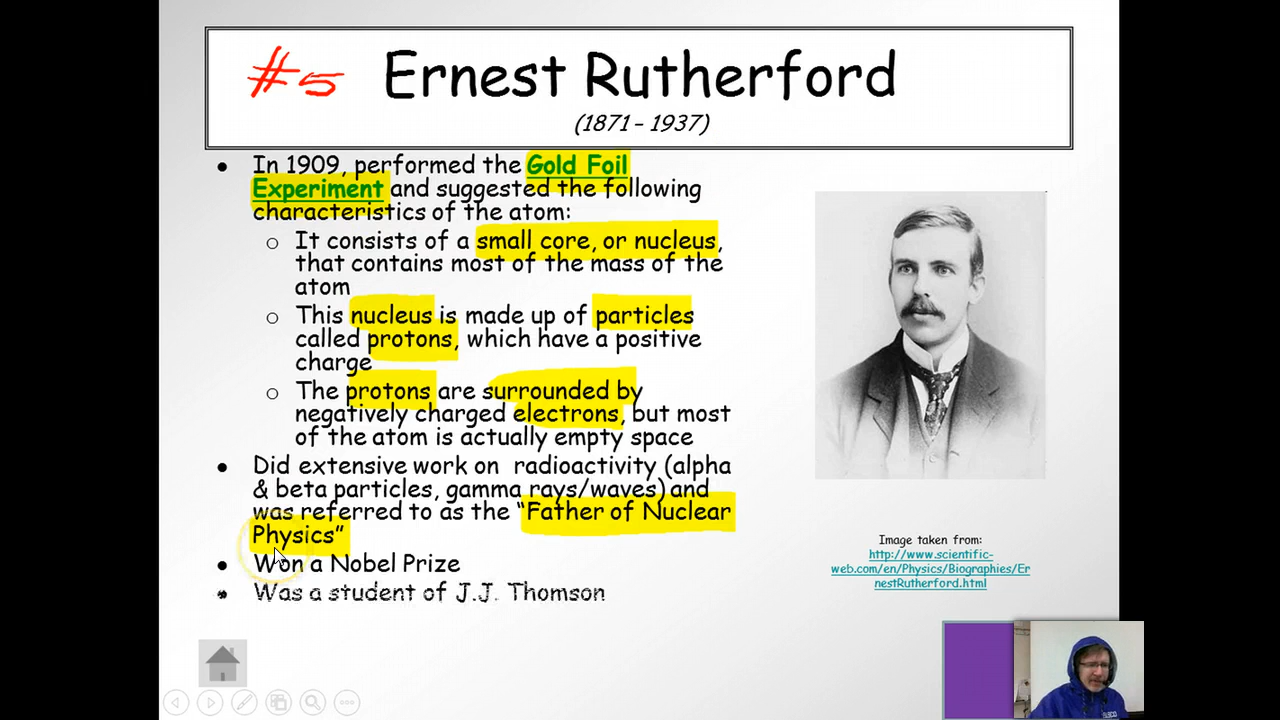 #5 Ernest Rutherford
(1871 – 1937)
• In 1909, performed the Gold Foil
Experiment and suggested the following
characteristics of the atom:
o It consists of a small core, or nucleus,
that contains most of the mass of the
atom
o This nucleus is made up of particles
called protons, which have a positive
charge
o The protons are surrounded by
negatively charged electrons, but most
of the atom is actually empty space
• Did extensive work on radioactivity (alpha
& beta particles, gamma rays/waves) and
was referred to as the “Father of Nuclear
Physics”
• Won a Nobel Prize
• Was a student of J.J. Thomson
Image taken from:
http://www.scientific-
web.com/en/Physics/Biographies/Er
nestRutherford.html